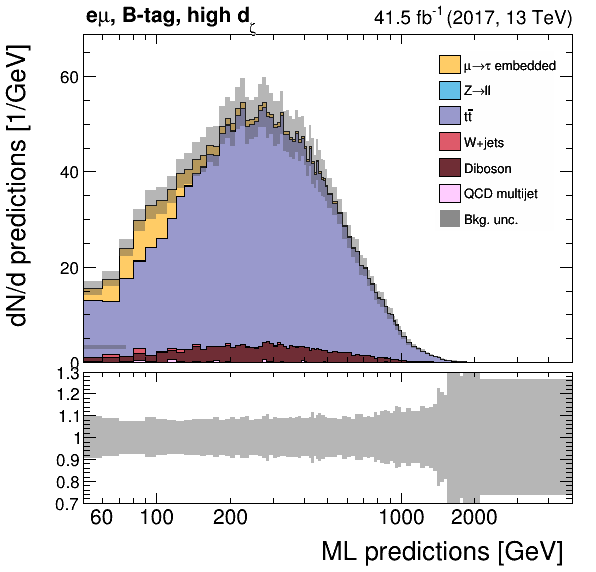 eμ, B-tag, high dζ
41.5 fb⁻¹ (2017, 13 TeV)
dN/d predictions [1/GeV]
60
40
20
0
μ→τ embedded
Z→ll
tt̄
W+jets
Diboson
QCD multijet
Bkg. unc.
1.3
1.2
1.1
1
0.9
0.8
0.7
60 100 200 1000 2000
ML predictions [GeV]